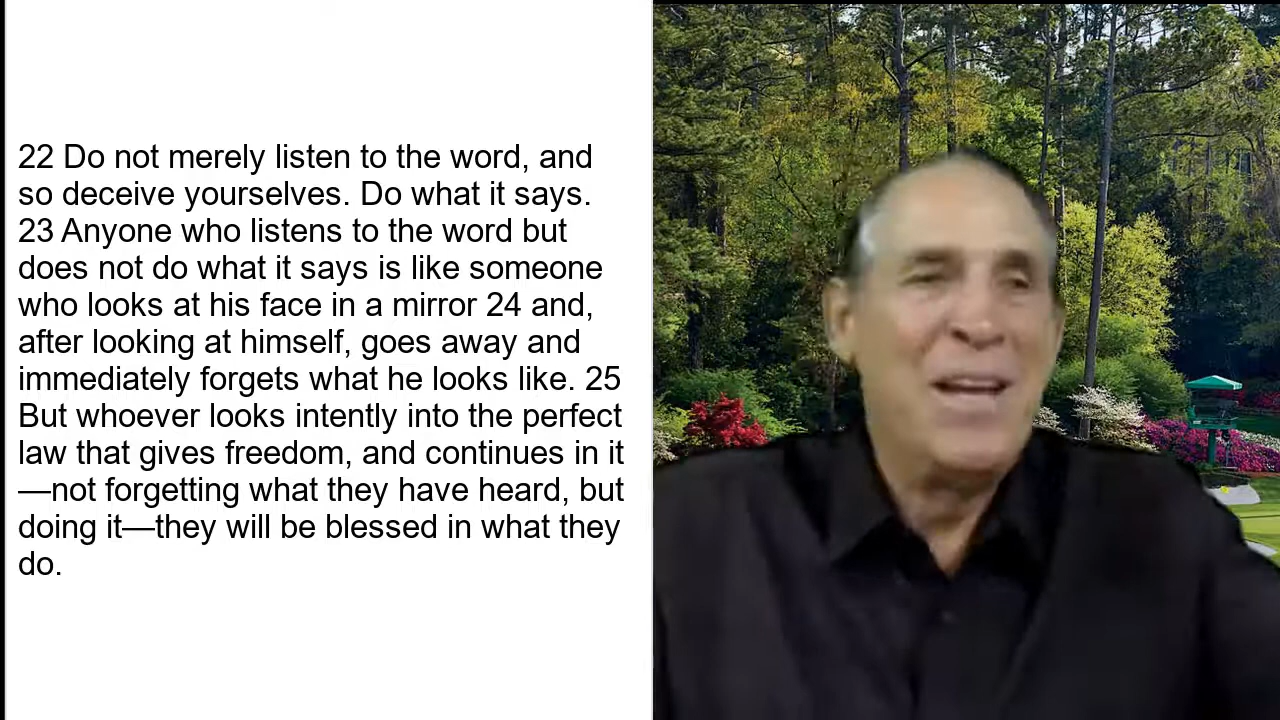 22 Do not merely listen to the word, and
so deceive yourselves. Do what it says.
23 Anyone who listens to the word but
does not do what it says is like someone
who looks at his face in a mirror 24 and,
after looking at himself, goes away and
immediately forgets what he looks like. 25
But whoever looks intently into the perfect
law that gives freedom, and continues in it
—not forgetting what they have heard, but
doing it—they will be blessed in what they
do.